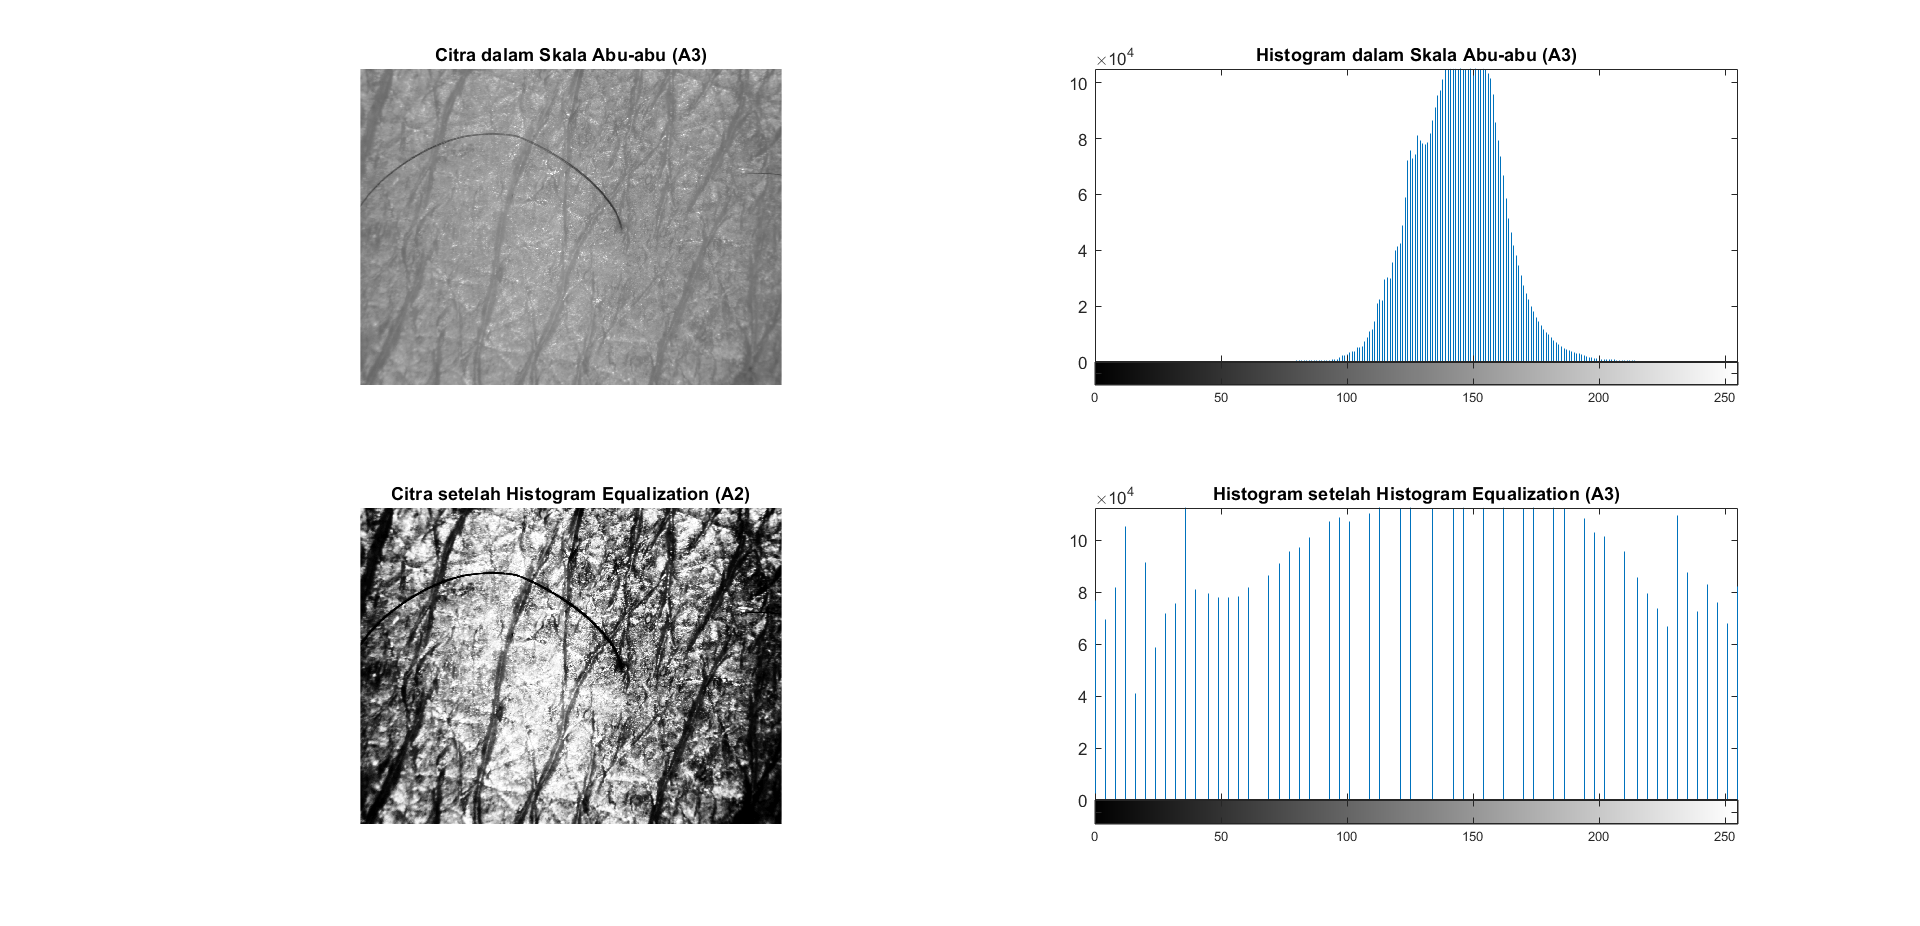 Citra dalam Skala Abu-abu (A3)
Histogram dalam Skala Abu-abu (A3)
×10^4
10
8
6
4
2
0
0 50 100 150 200 250
Citra setelah Histogram Equalization (A2)
Histogram setelah Histogram Equalization (A3)
×10^4
10
8
6
4
2
0
0 50 100 150 200 250